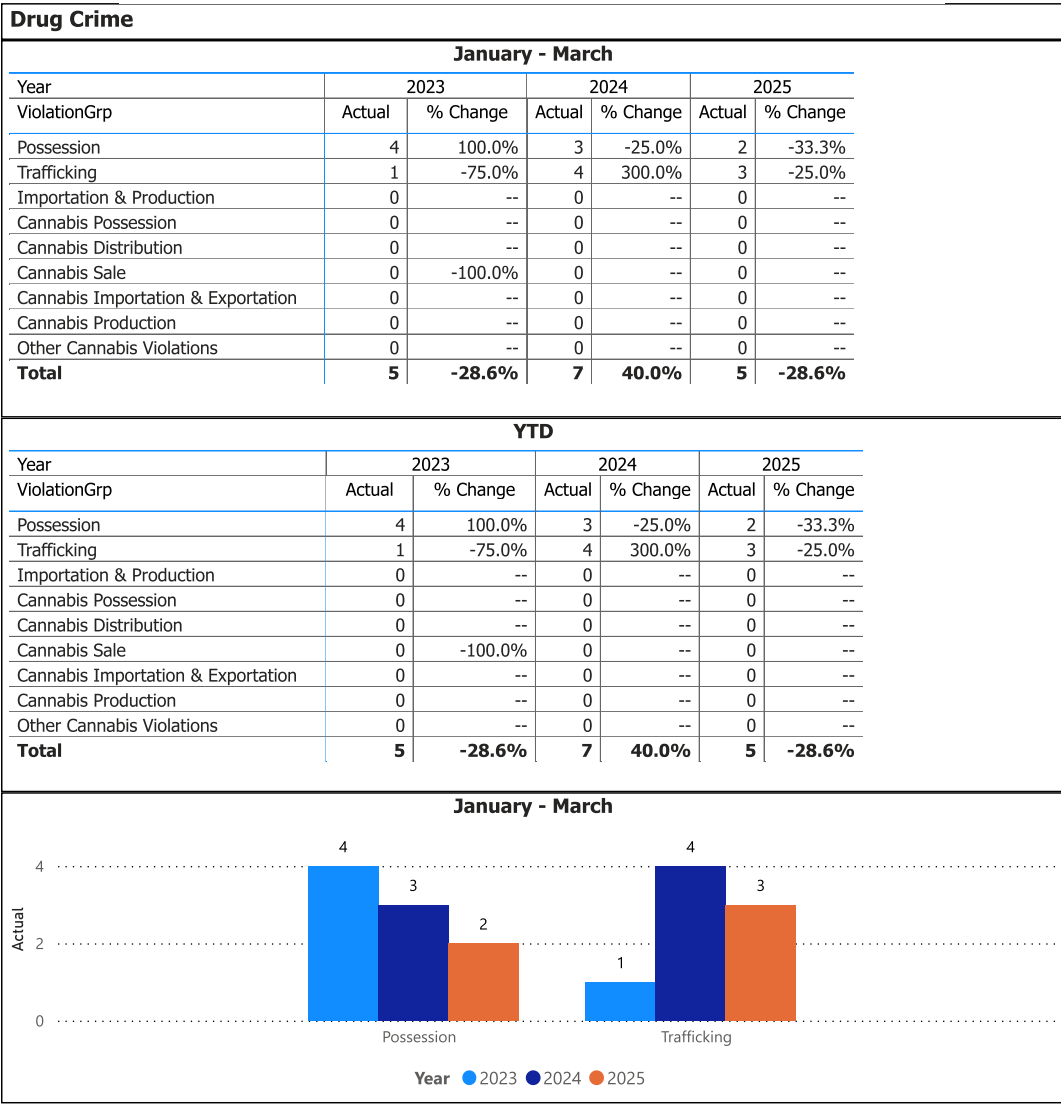 Drug Crime
January - March
Year 2023 2024 2025
ViolationGrp Actual % Change Actual % Change Actual % Change
Possession 4 100.0% 3 -25.0% 2 -33.3%
Trafficking 1 -75.0% 4 300.0% 3 -25.0%
Importation & Production 0 -- 0 -- 0 --
Cannabis Possession 0 -- 0 -- 0 --
Cannabis Distribution 0 -- 0 -- 0 --
Cannabis Sale 0 -100.0% 0 -- 0 --
Cannabis Importation & Exportation 0 -- 0 -- 0 --
Cannabis Production 0 -- 0 -- 0 --
Other Cannabis Violations 0 -- 0 -- 0 --
Total 5 -28.6% 7 40.0% 5 -28.6%
YTD
Year 2023 2024 2025
ViolationGrp Actual % Change Actual % Change Actual % Change
Possession 4 100.0% 3 -25.0% 2 -33.3%
Trafficking 1 -75.0% 4 300.0% 3 -25.0%
Importation & Production 0 -- 0 -- 0 --
Cannabis Possession 0 -- 0 -- 0 --
Cannabis Distribution 0 -- 0 -- 0 --
Cannabis Sale 0 -100.0% 0 -- 0 --
Cannabis Importation & Exportation 0 -- 0 -- 0 --
Cannabis Production 0 -- 0 -- 0 --
Other Cannabis Violations 0 -- 0 -- 0 --
Total 5 -28.6% 7 40.0% 5 -28.6%
January - March
Actual
4
2
0
4
3
2
1
4
3
Possession Trafficking
Year 2023 2024 2025